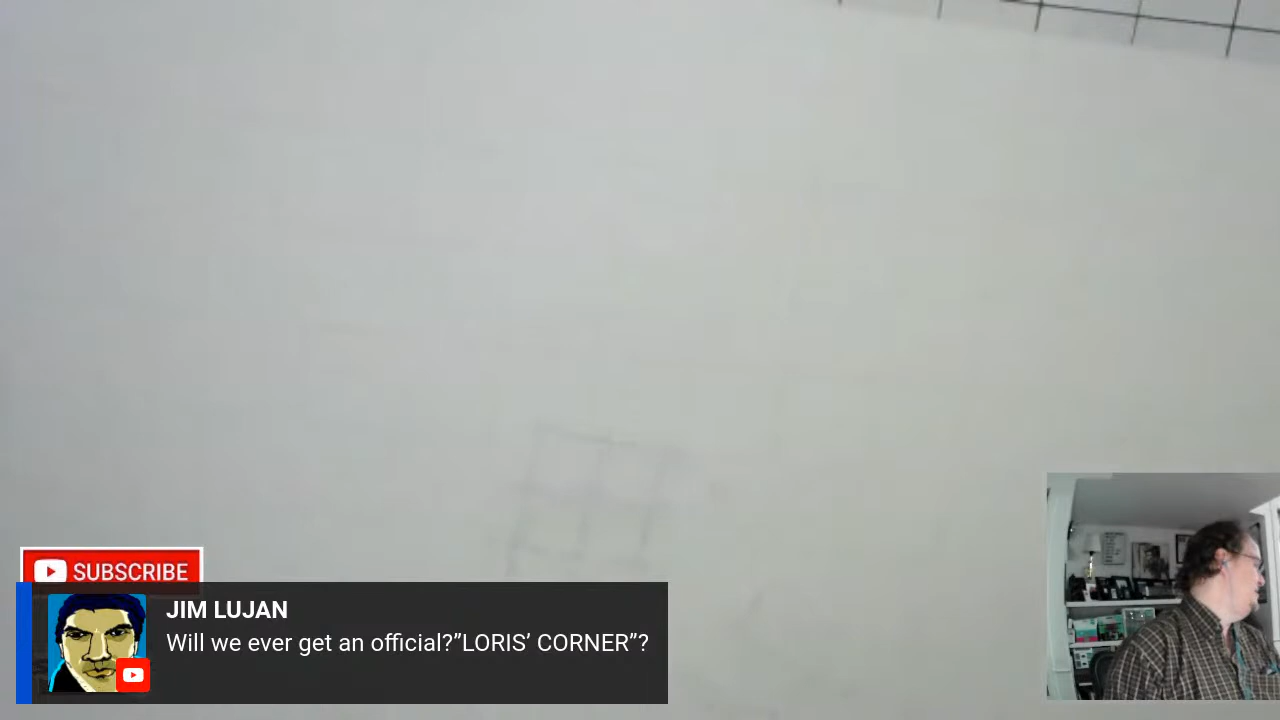 SUBSCRIBE
JIM LUJAN
Will we ever get an official?”LORIS’ CORNER”?